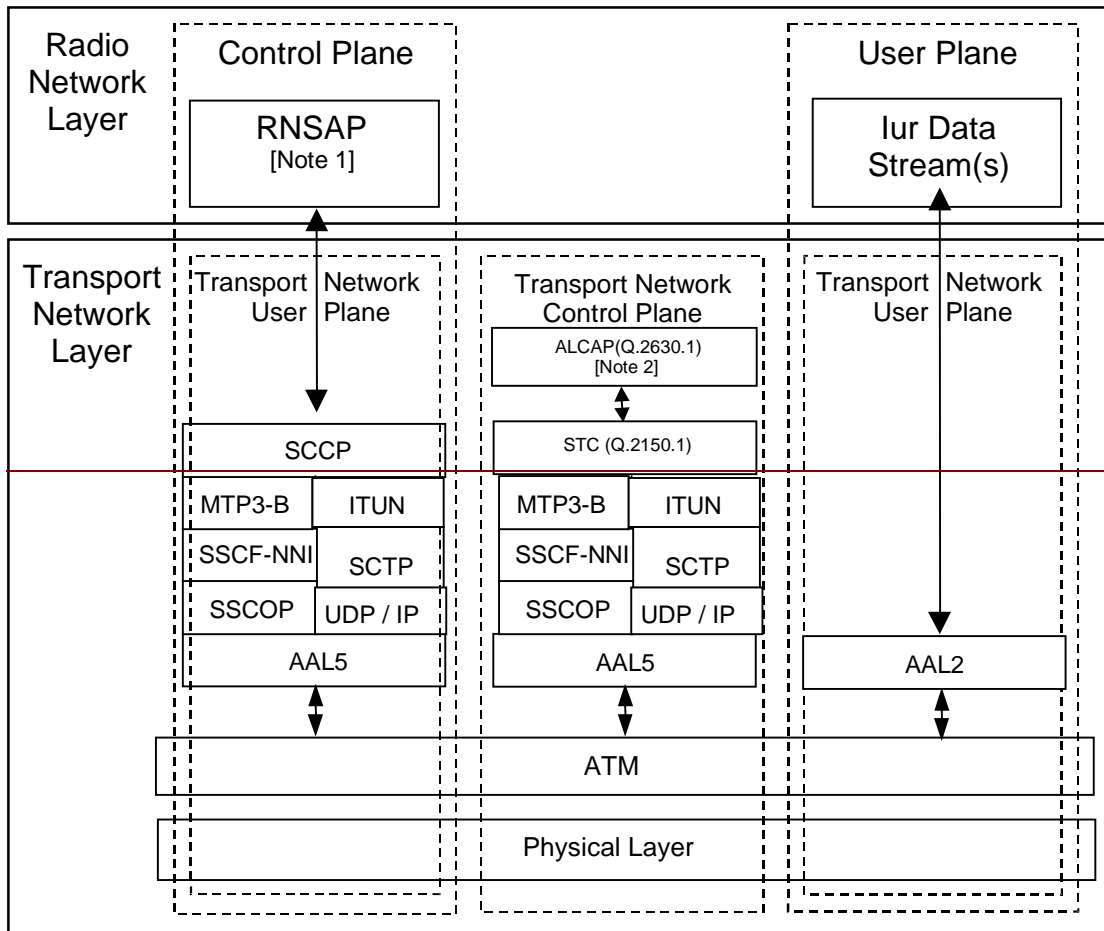 Radio
Network
Layer
Control Plane
User Plane
RNSAP
[Note 1]
Iur Data
Stream(s)
Transport
Network
Layer
Transport Network
User Plane
Transport Network
Control Plane
Transport Network
User Plane
ALCAP(Q.2630.1)
[Note 2]
SCCP
STC (Q.2150.1)
MTP3-B
ITUN
MTP3-B
ITUN
SSCF-NNI
SCTP
SSCF-NNI
SCTP
SSCOP
UDP / IP
SSCOP
UDP / IP
AAL5
AAL5
AAL2
ATM
Physical Layer